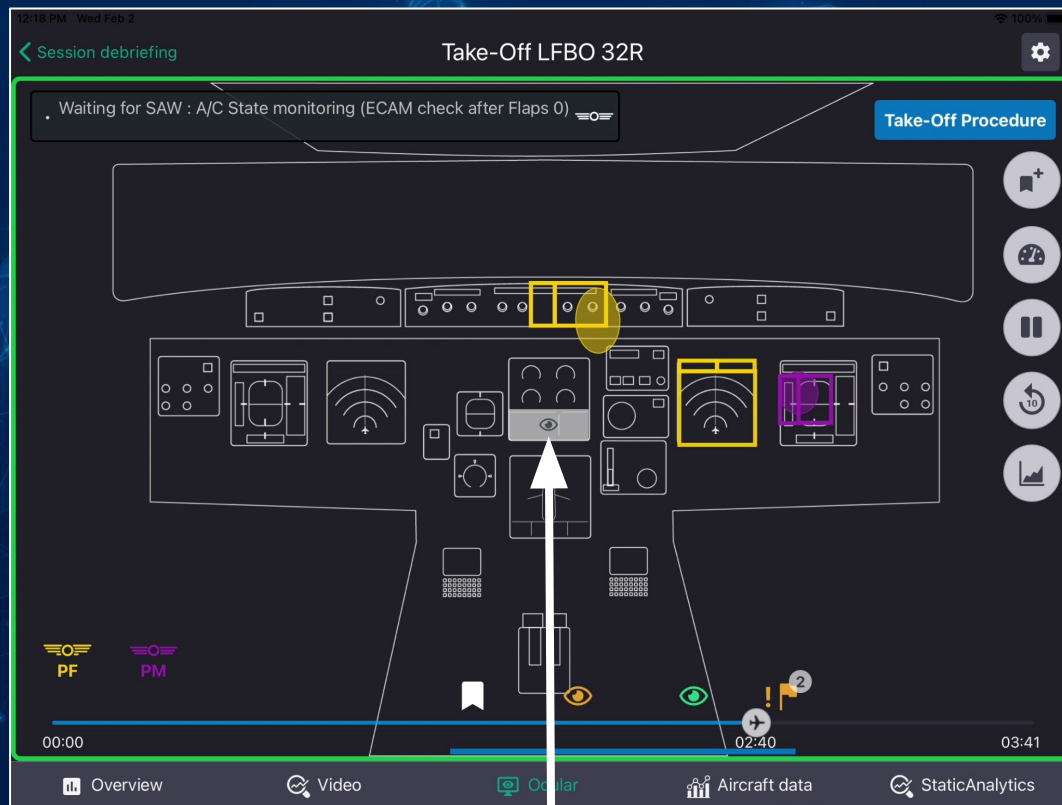 12:18 PM Wed Feb 2
100%
Session debriefing
Take-Off LFBO 32R
. Waiting for SAW : A/C State monitoring (ECAM check after Flaps 0)
Take-Off Procedure
10
PF
PM
2
00:00
02:40
03:41
Overview
Video
Ocular
Aircraft data
StaticAnalytics